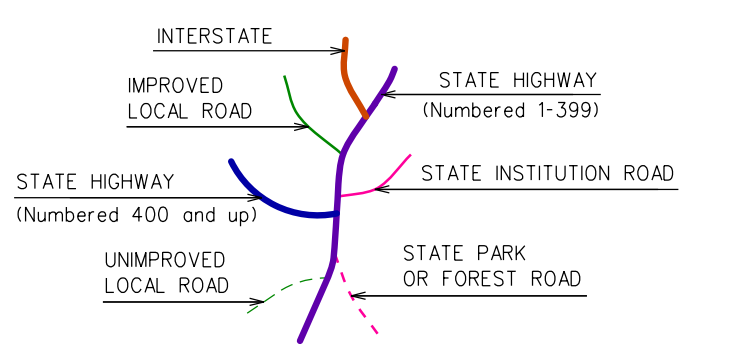 INTERSTATE
IMPROVED
LOCAL ROAD
STATE HIGHWAY
(Numbered 1-399)
STATE HIGHWAY
(Numbered 400 and up)
STATE INSTITUTION ROAD
UNIMPROVED
LOCAL ROAD
STATE PARK
OR FOREST ROAD